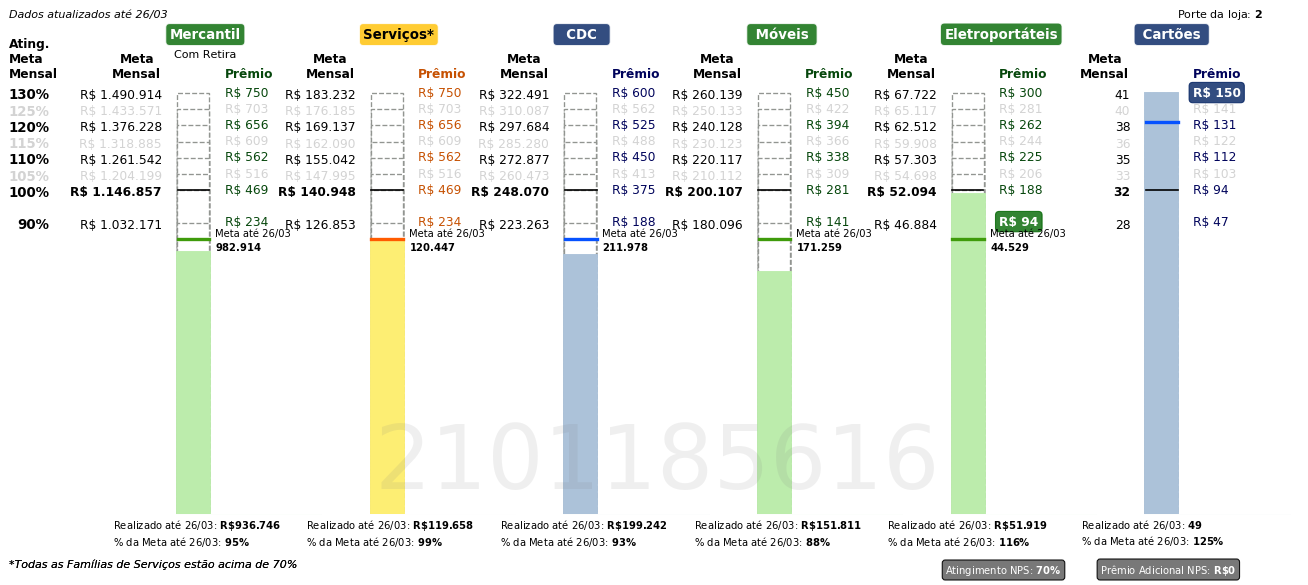 Dados atualizados até 26/03 Porte da loja: 2
Mercantil Serviços* CDC Móveis Eletroportáteis Cartões
Com Retira
Ating. Meta Mensal Meta Mensal Prêmio Meta Mensal Prêmio Meta Mensal Prêmio Meta Mensal Prêmio Meta Mensal Prêmio Meta Mensal Prêmio
130% R$ 1.490.914 R$ 750 R$ 183.232 R$ 750 R$ 322.491 R$ 600 R$ 260.139 R$ 450 R$ 67.722 R$ 300 41 R$ 150
125% R$ 1.433.571 R$ 703 R$ 176.185 R$ 703 R$ 310.087 R$ 562 R$ 250.133 R$ 422 R$ 65.117 R$ 281 40 R$ 141
120% R$ 1.376.228 R$ 656 R$ 169.137 R$ 656 R$ 297.684 R$ 525 R$ 240.128 R$ 394 R$ 62.512 R$ 262 38 R$ 131
115% R$ 1.318.885 R$ 609 R$ 162.090 R$ 609 R$ 285.280 R$ 488 R$ 230.123 R$ 366 R$ 59.908 R$ 244 36 R$ 122
110% R$ 1.261.542 R$ 562 R$ 155.042 R$ 562 R$ 272.877 R$ 450 R$ 220.117 R$ 338 R$ 57.303 R$ 225 35 R$ 112
105% R$ 1.204.199 R$ 516 R$ 147.995 R$ 516 R$ 260.473 R$ 413 R$ 210.112 R$ 309 R$ 54.698 R$ 206 33 R$ 103
100% R$ 1.146.857 R$ 469 R$ 140.948 R$ 469 R$ 248.070 R$ 375 R$ 200.107 R$ 281 R$ 52.094 R$ 188 32 R$ 94
90% R$ 1.032.171 R$ 234 R$ 126.853 R$ 234 R$ 223.263 R$ 188 R$ 180.096 R$ 141 R$ 46.884 R$ 94 28 R$ 47
Meta até 26/03 Meta até 26/03 Meta até 26/03 Meta até 26/03 Meta até 26/03
982.914 120.447 211.978 171.259 44.529
2101185616
Realizado até 26/03: R$936.746 Realizado até 26/03: R$119.658 Realizado até 26/03: R$199.242 Realizado até 26/03: R$151.811 Realizado até 26/03: R$51.919 Realizado até 26/03: 49
% da Meta até 26/03: 95% % da Meta até 26/03: 99% % da Meta até 26/03: 93% % da Meta até 26/03: 88% % da Meta até 26/03: 116% % da Meta até 26/03: 125%
*Todas as Famílias de Serviços estão acima de 70% Atingimento NPS: 70% Prêmio Adicional NPS: R$0